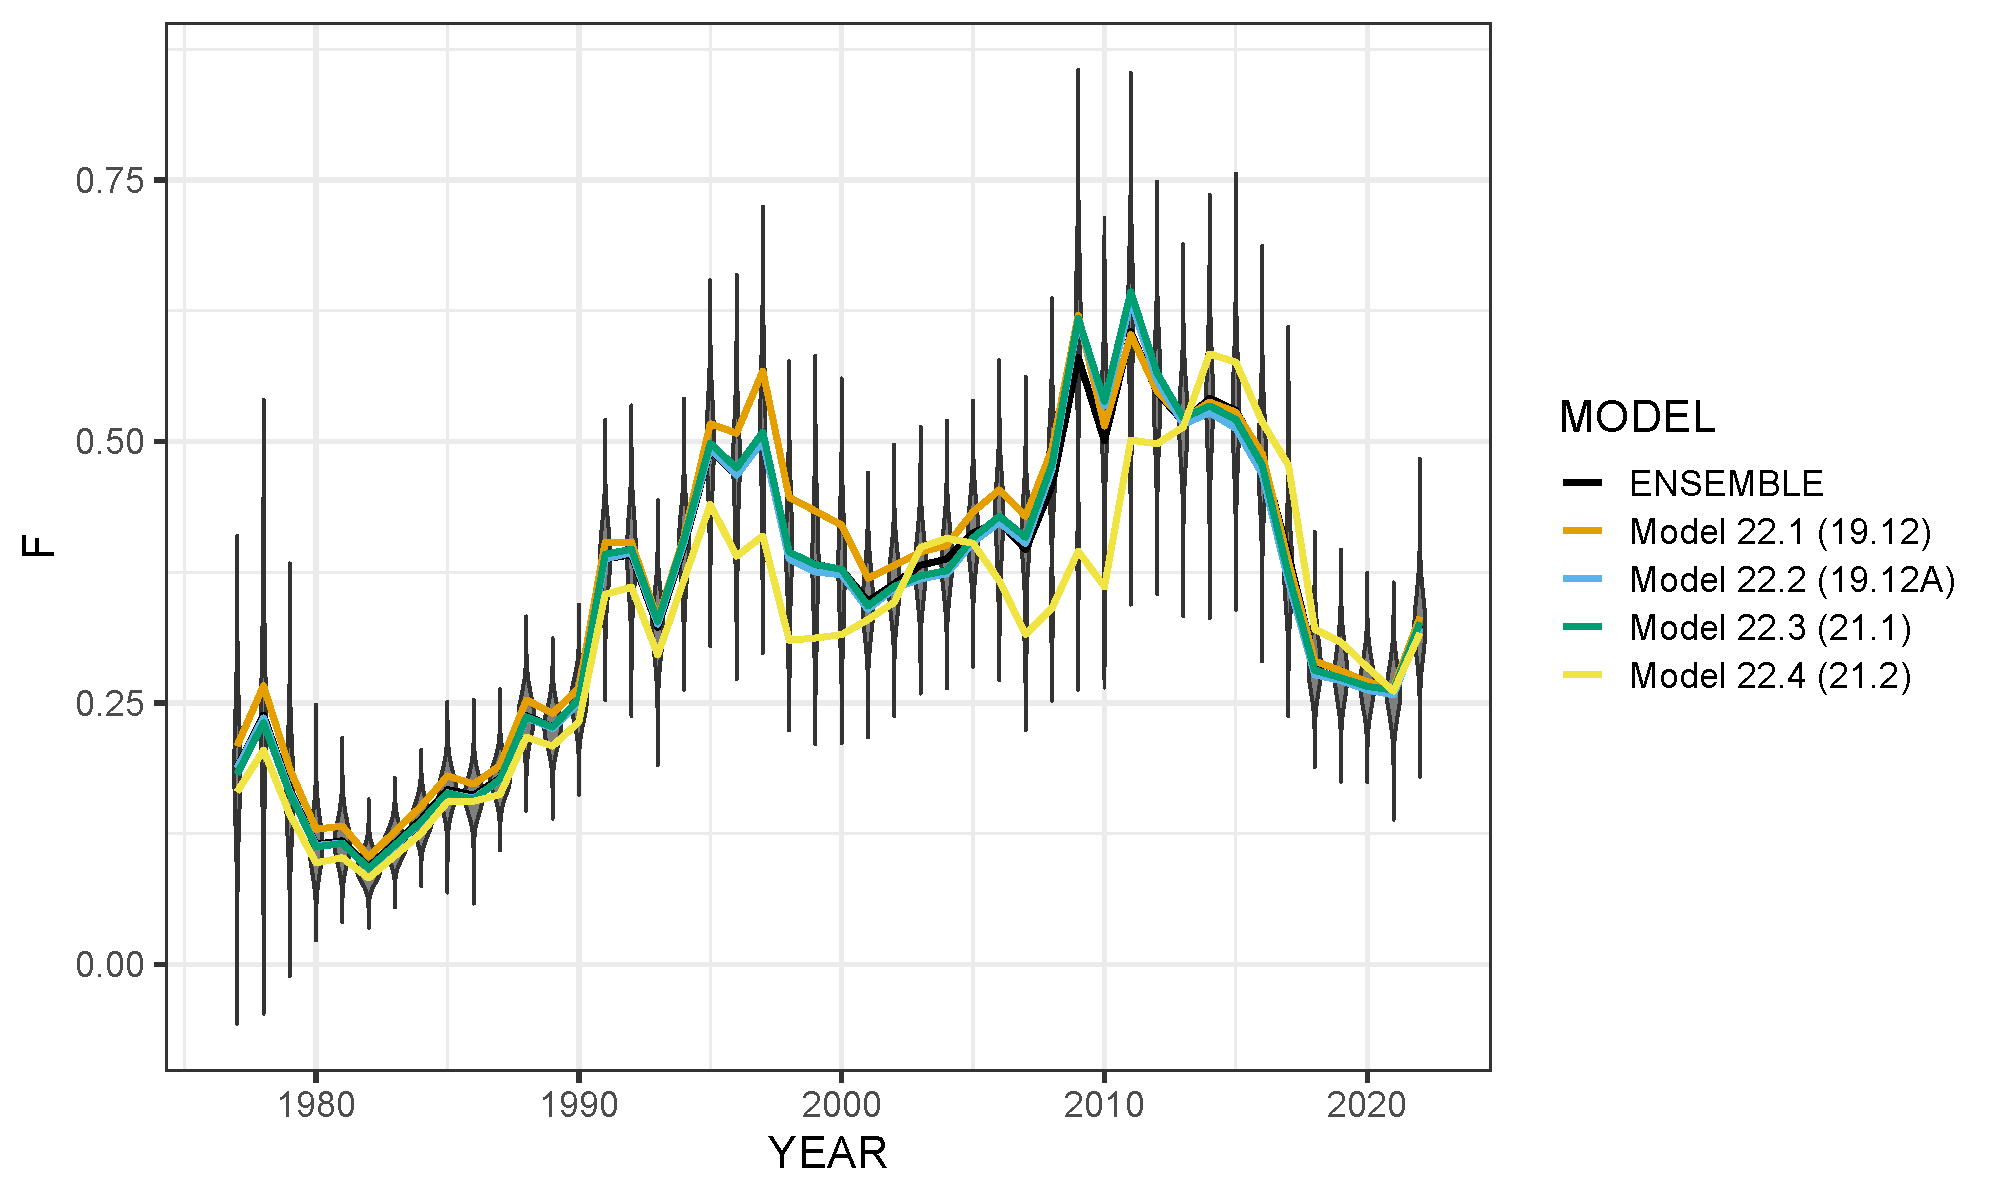 0.75
0.50
0.25
0.00
F
1980 1990 2000 2010 2020
YEAR
MODEL
ENSEMBLE
Model 22.1 (19.12)
Model 22.2 (19.12A)
Model 22.3 (21.1)
Model 22.4 (21.2)